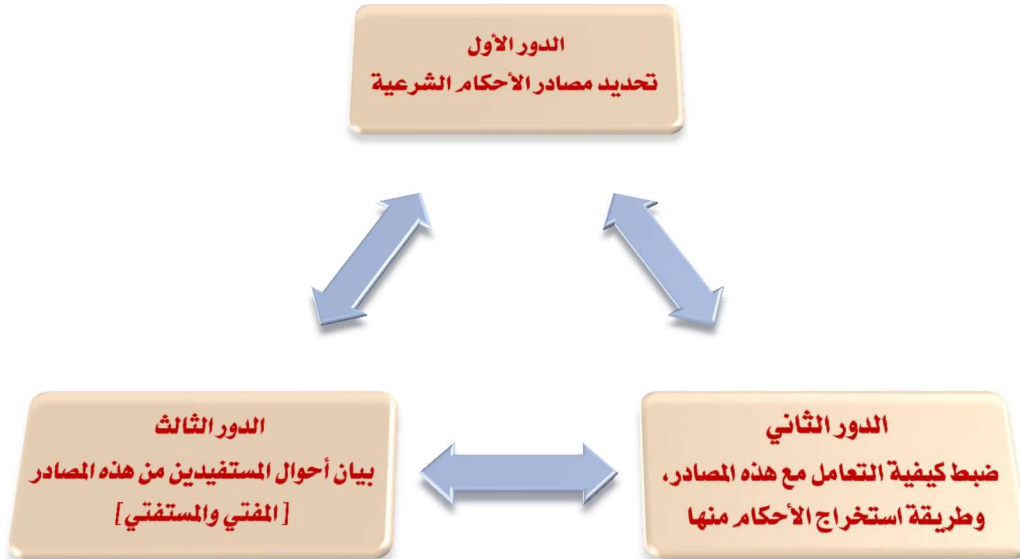 الدور الأول
تحديد مصادر الأحكام الشرعية
الدور الثاني
ضبط كيفية التعامل مع هذه المصادر،
وطريقة استخراج الأحكام منها
الدور الثالث
بيان أحوال المستفيدين من هذه المصادر
[المفتي والمستفتي]